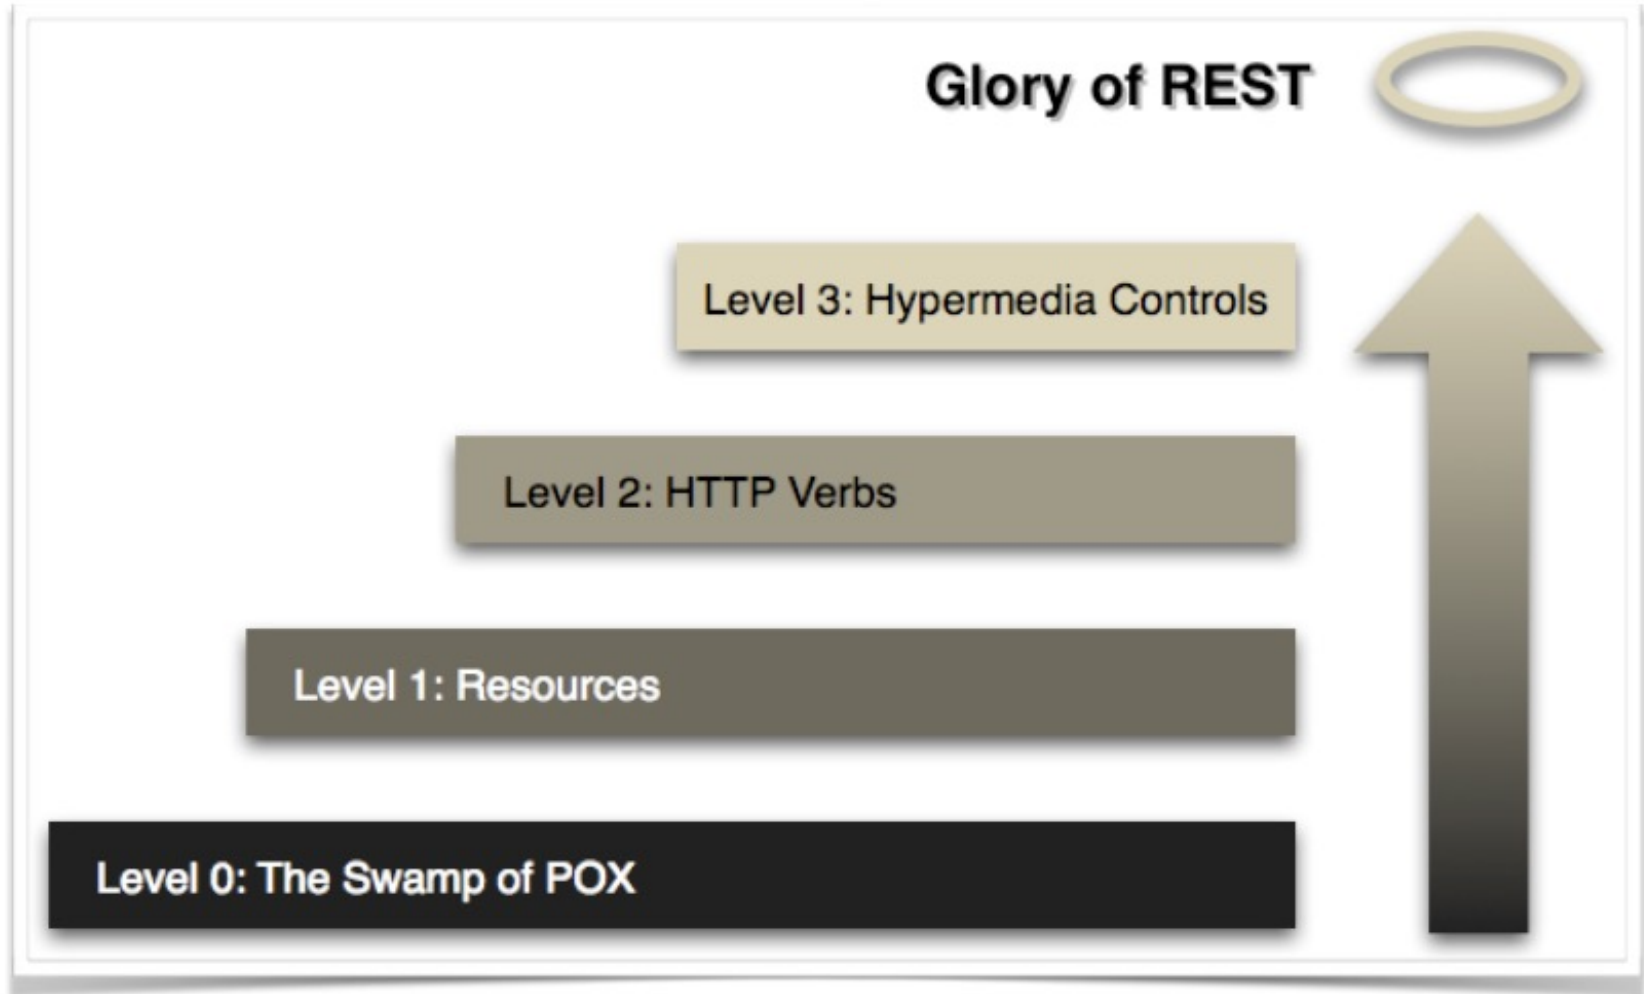 Glory of REST
Level 3: Hypermedia Controls
Level 2: HTTP Verbs
Level 1: Resources
Level 0: The Swamp of POX